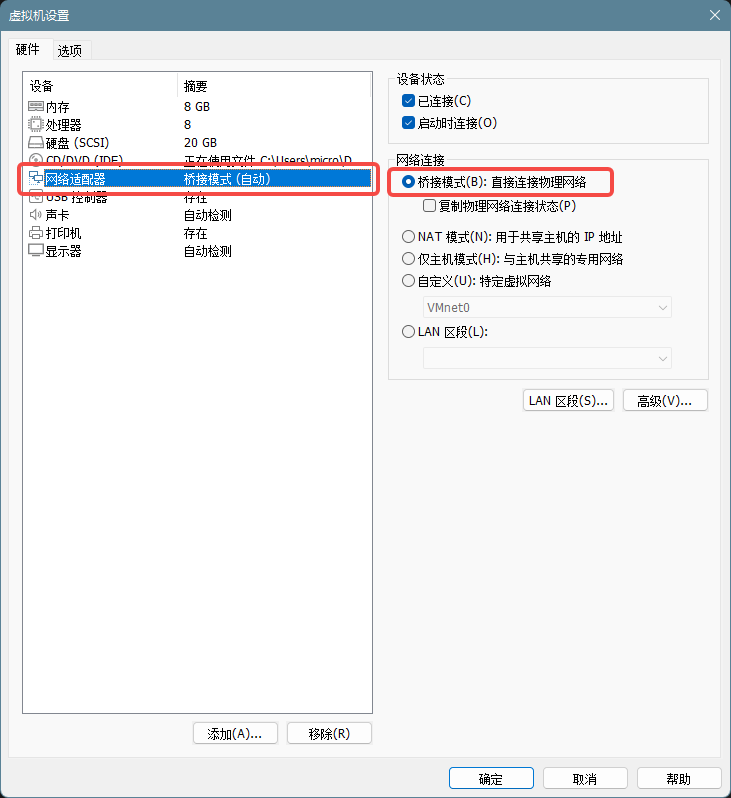 虚拟机设置
硬件 选项
设备 摘要
内存 8 GB
处理器 8
硬盘 (SCSI) 20 GB
CD/DVD (IDE) 正在使用文件 C:\Users\micro\D...
网络适配器 桥接模式 (自动)
USB 控制器 存在
声卡 自动检测
打印机 存在
显示器 自动检测
添加(A)... 移除(R)
设备状态
已连接(C)
启动时连接(O)
网络连接
桥接模式(B): 直接连接物理网络
复制物理网络连接状态(P)
NAT 模式(N): 用于共享主机的 IP 地址
仅主机模式(H): 与主机共享的专用网络
自定义(U): 特定虚拟网络
VMnet0
LAN 区段(L):
LAN 区段(S)... 高级(V)...
确定 取消 帮助